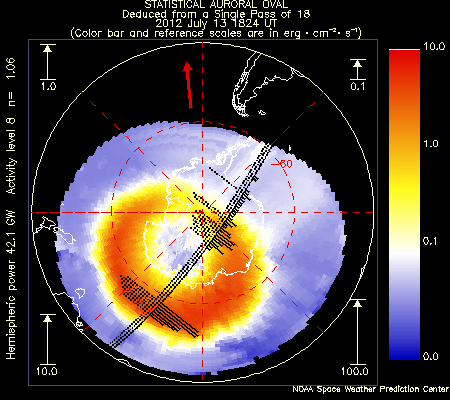 STATISTICAL AURORAL OVAL
Deduced from a Single Pass of 18
2012 July 13 1824 UT
(Color bar and reference scales are in erg·cm⁻²·s⁻¹)
1.0
0.1
10.0
1.0
0.1
0.0
-60
10.0
100.0
Hemispheric power 42.1 GW Activity level 8 n= 1.06
NOAA Space Weather Prediction Center